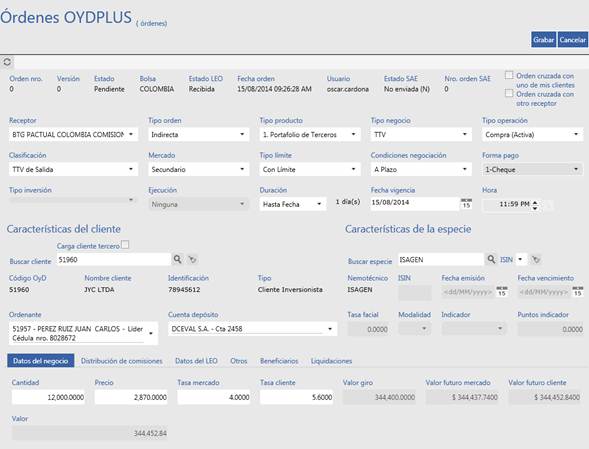 Órdenes OYDPLUS ( órdenes)
Grabar Cancelar
Orden nro. Versión Estado Bolsa Estado LEO Fecha orden Usuario Estado SAE Nro. orden SAE Orden cruzada con uno de mis clientes
0 0 Pendiente COLOMBIA Recibida 15/08/2014 09:26:28 AM oscar.cardona No enviada (N) 0 Orden cruzada con otro receptor
Receptor Tipo orden Tipo producto Tipo negocio Tipo operación
BTG PACTUAL COLOMBIA COMISION Indirecta 1. Portafolio de Terceros TTV Compra (Activa)
Clasificación Mercado Tipo límite Condiciones negociación Forma pago
TTV de Salida Secundario Con Límite A Plazo 1-Cheque
Tipo inversión Ejecución Duración Fecha vigencia Hora
Ninguna Hasta Fecha 1 día(s) 15/08/2014 15 11:59 PM
Características del cliente Características de la especie
Carga cliente tercero
Buscar cliente 51960 Buscar especie ISAGEN ISIN
Código OyD Nombre cliente Identificación Tipo Nemotécnico ISIN Fecha emisión Fecha vencimiento
51960 JYC LTDA 78945612 Cliente Inversionista ISAGEN <dd/MM/yyyy> 15 <dd/MM/yyyy> 15
Ordenante Cuenta depósito Tasa facial Modalidad Indicador Puntos indicador
51957 - PEREZ RUIZ JUAN CARLOS - Lider DCEVAL S.A. - Cta 2458 0.0000 0.0000
Cédula nro. 8028672
Datos del negocio Distribución de comisiones Datos del LEO Otros Beneficiarios Liquidaciones
Cantidad Precio Tasa mercado Tasa cliente Valor giro Valor futuro mercado Valor futuro cliente
12,000.0000 2,870.0000 4.0000 5.6000 344,400.0000 $ 344,437.7400 $ 344,452.8400
Valor
344,452.84